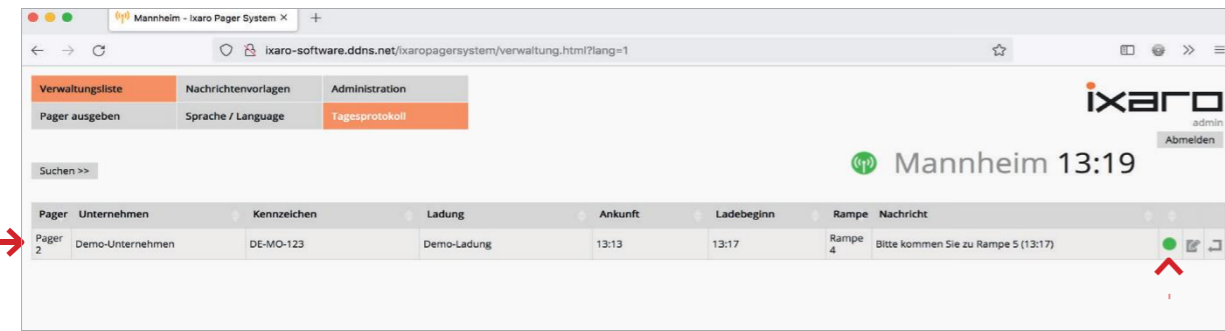 Mannheim - Ixaro Pager System × +
ixaro-software.ddns.net/ixaropagersystem/verwaltung.html?lang=1
Verwaltungsliste Nachrichtenvorlagen Administration
Pager ausgeben Sprache / Language Tagesprotokoll
ixaro
admin
Abmelden
Suchen >>
Mannheim 13:19
Pager Unternehmen Kennzeichen Ladung Ankunft Ladebeginn Rampe Nachricht
Pager 2 Demo-Unternehmen DE-MO-123 Demo-Ladung 13:13 13:17 Rampe 4 Bitte kommen Sie zu Rampe 5 (13:17)